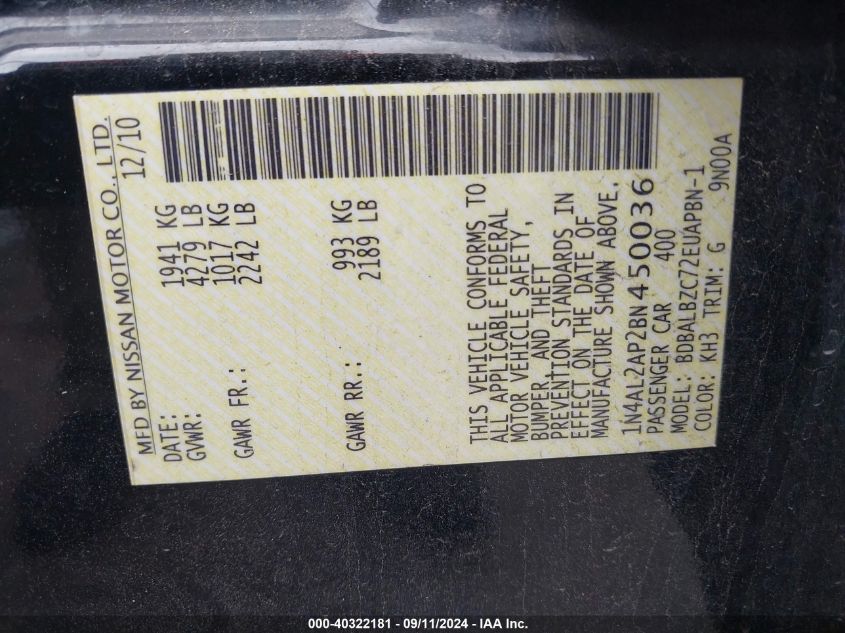 MFD BY NISSAN MOTOR CO., LTD.
DATE: 12/10
GVWR: 1941 KG
4279 LB
GAWR FR.: 1017 KG
2242 LB
GAWR RR.: 993 KG
2189 LB
THIS VEHICLE CONFORMS TO
ALL APPLICABLE FEDERAL
MOTOR VEHICLE SAFETY,
BUMPER, AND THEFT
PREVENTION STANDARDS IN
EFFECT ON THE DATE OF
MANUFACTURE SHOWN ABOVE.
1N4AL2AP2BN450036
PASSENGER CAR 400
MODEL: BDBALBZC72EUAPBN-1
COLOR: KH3 TRIM: G 9N00A
000-40322181 - 09/11/2024 - IAA Inc.